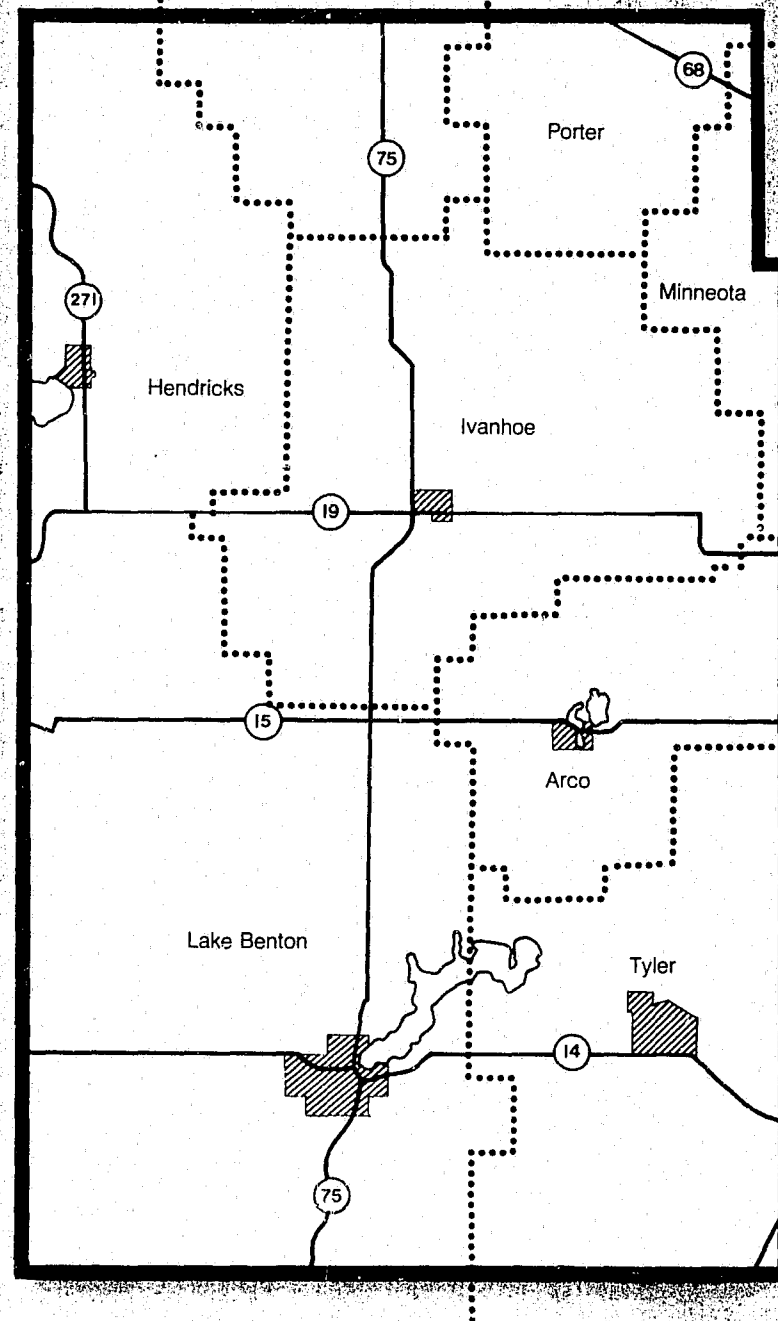 68
Porter
75
Minneota
271
Hendricks
Ivanhoe
19
15
Arco
Lake Benton
Tyler
14
75